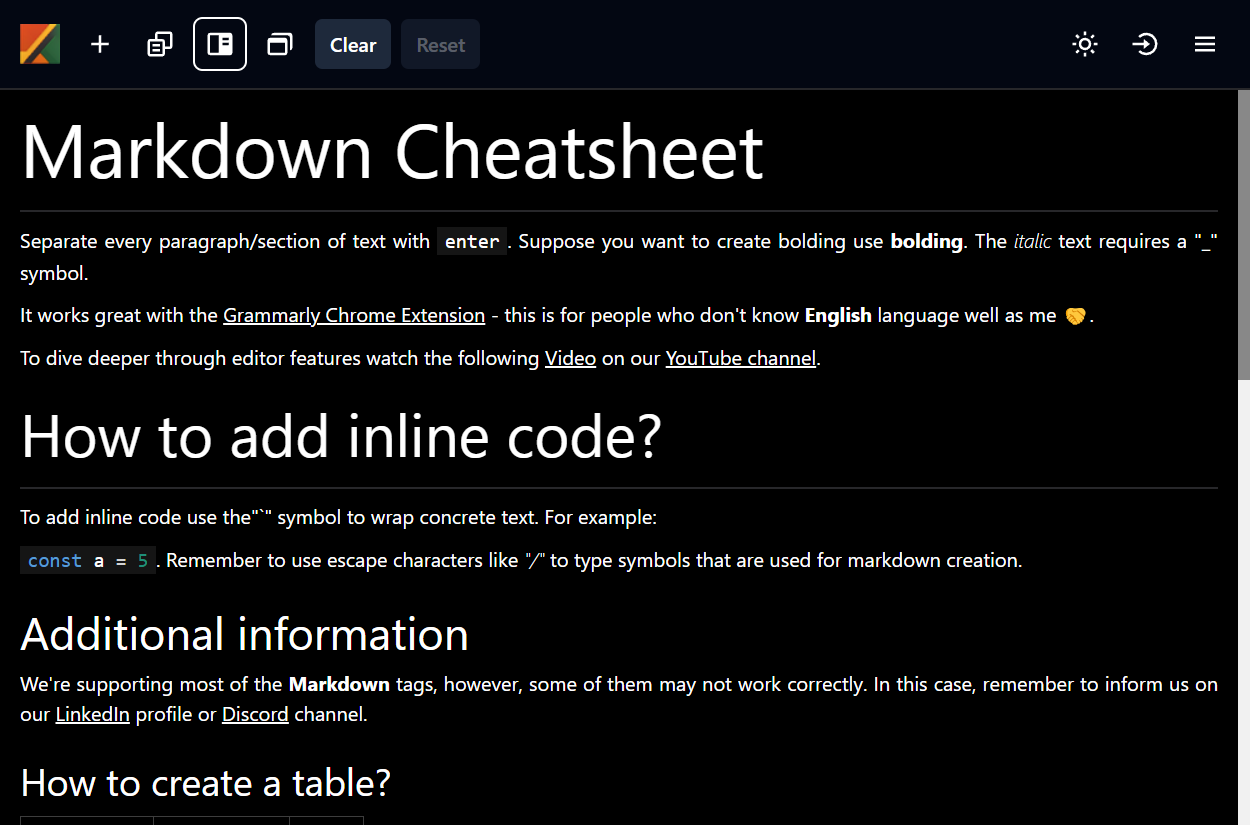 Clear Reset
Markdown Cheatsheet
Separate every paragraph/section of text with enter. Suppose you want to create bolding use bolding. The italic text requires a "_"
symbol.
It works great with the Grammarly Chrome Extension - this is for people who don't know English language well as me 🤝.
To dive deeper through editor features watch the following Video on our YouTube channel.
How to add inline code?
To add inline code use the"`" symbol to wrap concrete text. For example:
const a = 5. Remember to use escape characters like "/" to type symbols that are used for markdown creation.
Additional information
We're supporting most of the Markdown tags, however, some of them may not work correctly. In this case, remember to inform us on
our LinkedIn profile or Discord channel.
How to create a table?